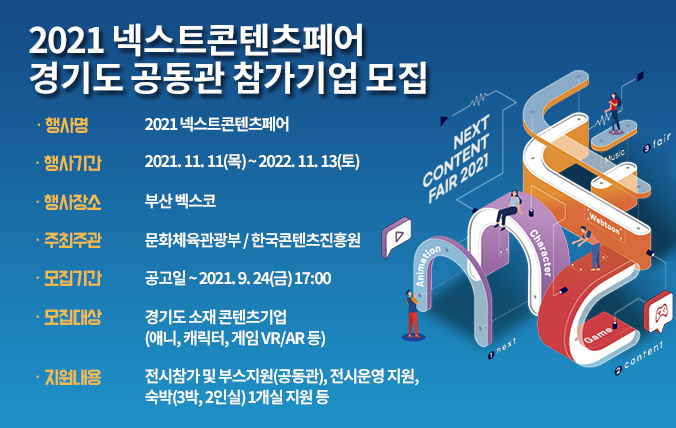 2021 넥스트콘텐츠페어
경기도 공동관 참가기업 모집
· 행사명 2021 넥스트콘텐츠페어
· 행사기간 2021. 11. 11(목) ~ 2022. 11. 13(토)
· 행사장소 부산 벡스코
· 주최주관 문화체육관광부 / 한국콘텐츠진흥원
· 모집기간 공고일 ~ 2021. 9. 24(금) 17:00
· 모집대상 경기도 소재 콘텐츠기업
(애니, 캐릭터, 게임 VR/AR 등)
· 지원내용 전시참가 및 부스지원(공동관), 전시운영 지원,
숙박(3박, 2인실) 1개실 지원 등
NEXT
CONTENT
FAIR 2021
Music
3 fair
Webtoon
Character
Animation
Game
1 next
2 content